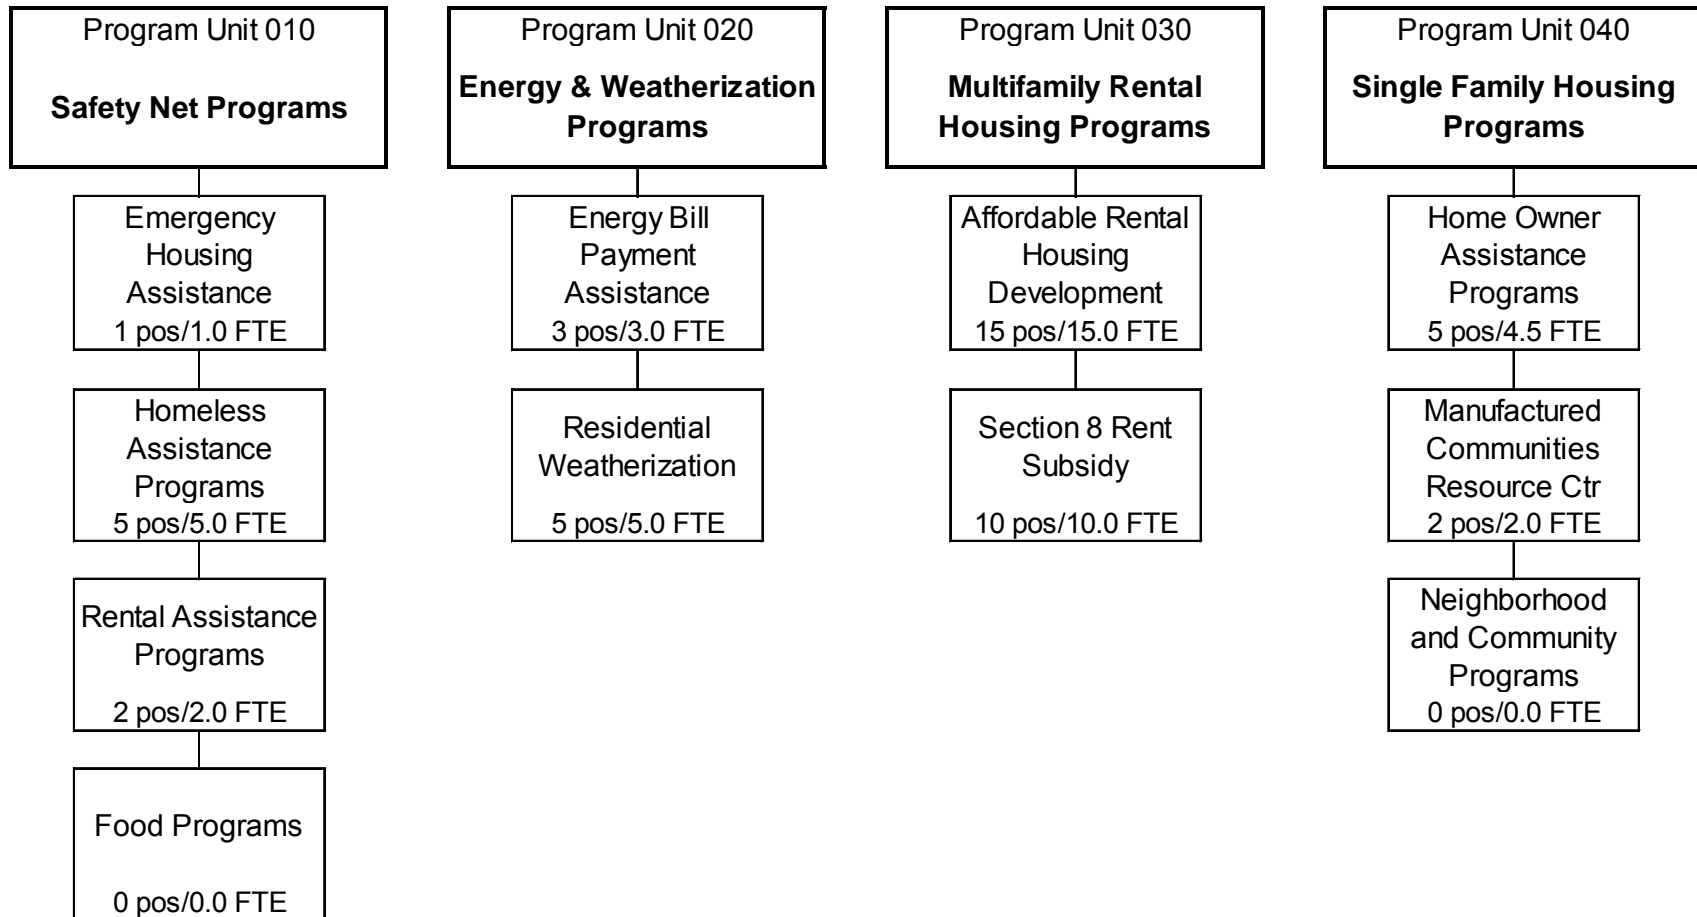 Program Unit 010
Safety Net Programs
Emergency
Housing
Assistance
1 pos/1.0 FTE
Homeless
Assistance
Programs
5 pos/5.0 FTE
Rental Assistance
Programs
2 pos/2.0 FTE
Food Programs
0 pos/0.0 FTE
Program Unit 020
Energy & Weatherization
Programs
Energy Bill
Payment
Assistance
3 pos/3.0 FTE
Residential
Weatherization
5 pos/5.0 FTE
Program Unit 030
Multifamily Rental
Housing Programs
Affordable Rental
Housing
Development
15 pos/15.0 FTE
Section 8 Rent
Subsidy
10 pos/10.0 FTE
Program Unit 040
Single Family Housing
Programs
Home Owner
Assistance
Programs
5 pos/4.5 FTE
Manufactured
Communities
Resource Ctr
2 pos/2.0 FTE
Neighborhood
and Community
Programs
0 pos/0.0 FTE